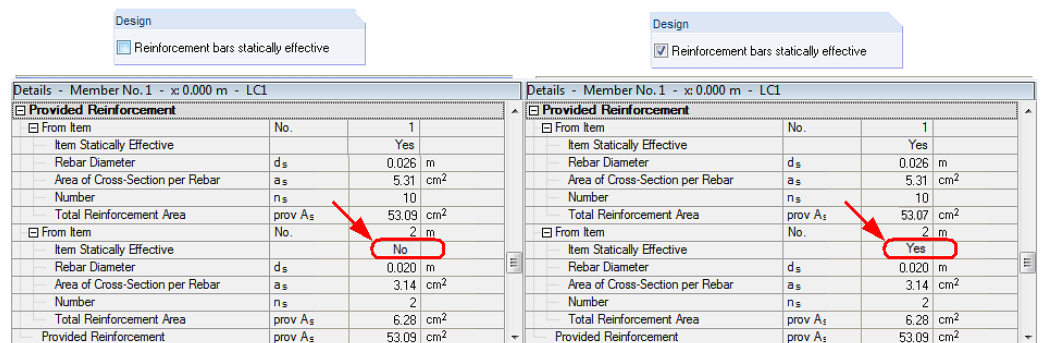 Design
Reinforcement bars statically effective
Details - Member No. 1 - x: 0.000 m - LC1
Provided Reinforcement
From Item No. 1
Item Statically Effective Yes
Rebar Diameter ds 0.026 m
Area of Cross-Section per Rebar as 5.31 cm2
Number ns 10
Total Reinforcement Area prov As 53.09 cm2
From Item No. 2 m
Item Statically Effective No
Rebar Diameter ds 0.020 m
Area of Cross-Section per Rebar as 3.14 cm2
Number ns 2
Total Reinforcement Area prov As 6.28 cm2
Provided Reinforcement prov As 53.09 cm2
Design
Reinforcement bars statically effective
Details - Member No. 1 - x: 0.000 m - LC1
Provided Reinforcement
From Item No. 1
Item Statically Effective Yes
Rebar Diameter ds 0.026 m
Area of Cross-Section per Rebar as 5.31 cm2
Number ns 10
Total Reinforcement Area prov As 53.07 cm2
From Item No. 2 m
Item Statically Effective Yes
Rebar Diameter ds 0.020 m
Area of Cross-Section per Rebar as 3.14 cm2
Number ns 2
Total Reinforcement Area prov As 6.28 cm2
Provided Reinforcement prov As 53.09 cm2